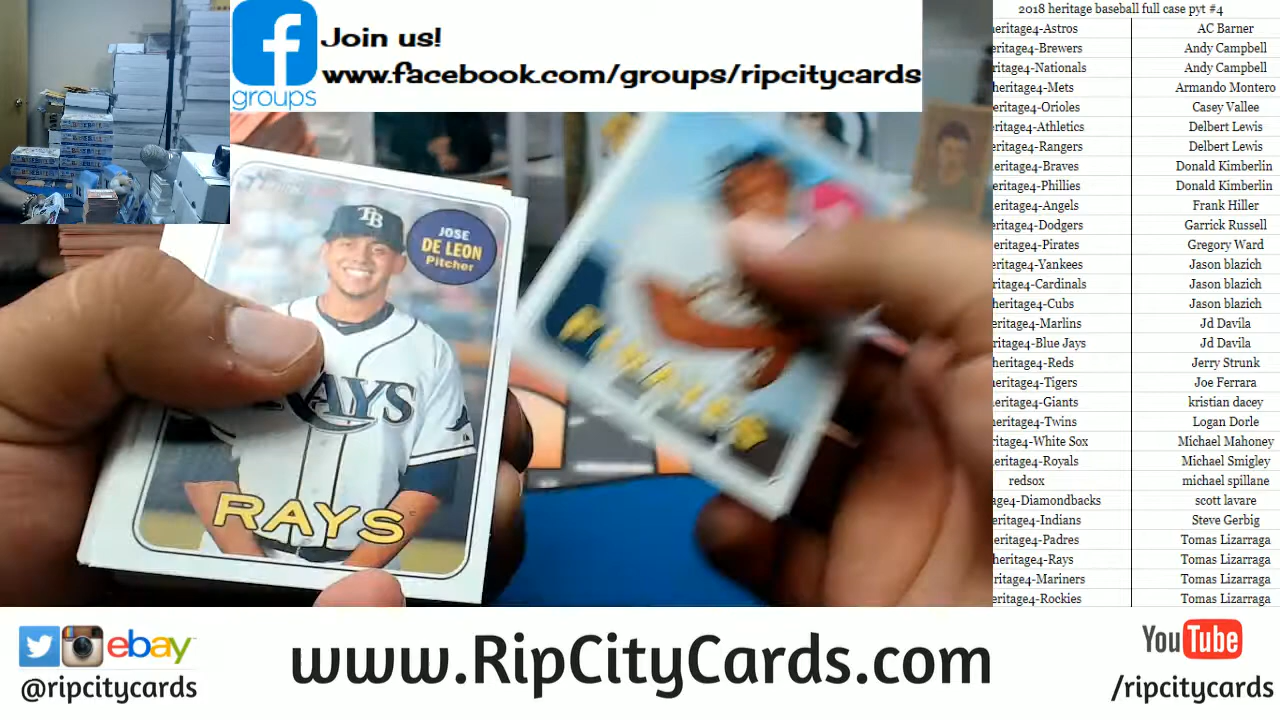 Join us!
www.facebook.com/groups/ripcitycards
groups
2018 heritage baseball full case pyt #4
eritage4-Astros AC Barner
eritage4-Brewers Andy Campbell
eritage4-Nationals Andy Campbell
heritage4-Mets Armando Montero
eritage4-Orioles Casey Vallee
eritage4-Athletics Delbert Lewis
eritage4-Rangers Delbert Lewis
eritage4-Braves Donald Kimberlin
eritage4-Phillies Donald Kimberlin
eritage4-Angels Frank Hiller
eritage4-Dodgers Garrick Russell
eritage4-Pirates Gregory Ward
eritage4-Yankees Jason blazich
eritage4-Cardinals Jason blazich
heritage4-Cubs Jason blazich
eritage4-Marlins Jd Davila
eritage4-Blue Jays Jd Davila
heritage4-Reds Jerry Strunk
eritage4-Tigers Joe Ferrara
eritage4-Giants kristian dacey
eritage4-Twins Logan Dorle
ritage4-White Sox Michael Mahoney
eritage4-Royals Michael Smigley
redsox michael spillane
age4-Diamondbacks scott lavare
eritage4-Indians Steve Gerbig
eritage4-Padres Tomas Lizarraga
heritage4-Rays Tomas Lizarraga
ritage4-Mariners Tomas Lizarraga
eritage4-Rockies Tomas Lizarraga
TB
JOSE
DE LEON
Pitcher
RAYS
RAYS
ebay
@ripcitycards
www.RipCityCards.com
YouTube
/ripcitycards